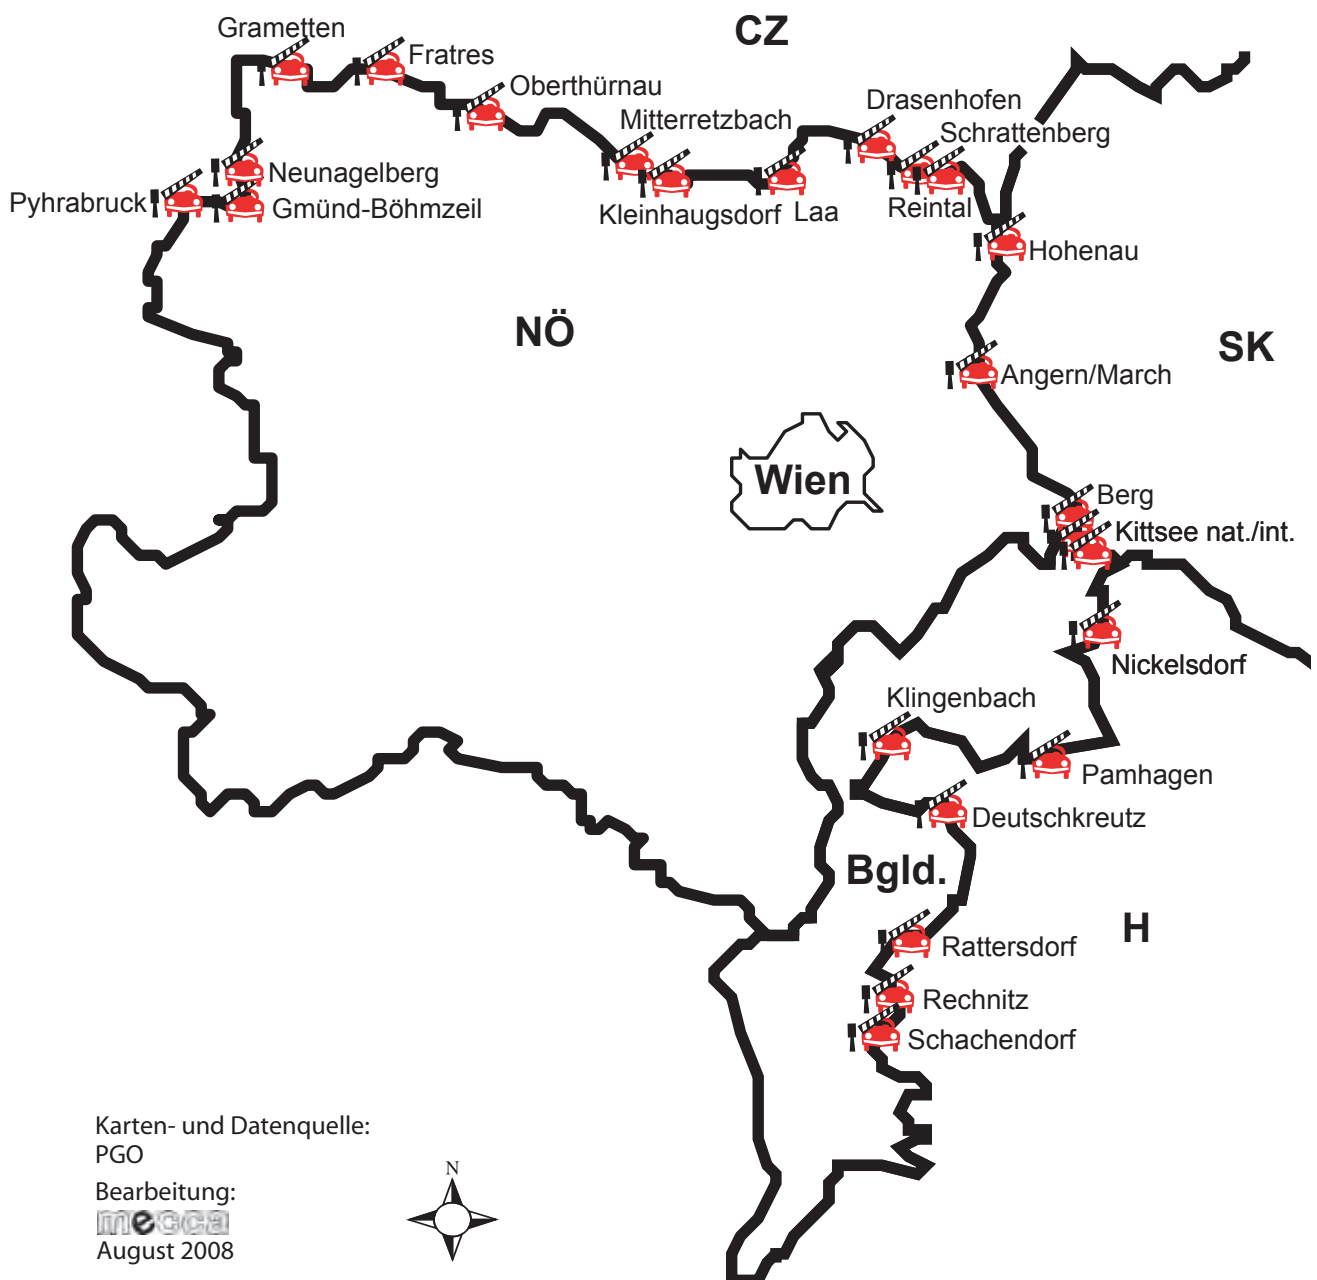 CZ
Grametten
Fratres
Oberthürnau
Drasenhofen
Mitterretzbach
Schrattenberg
Neunagelberg
Pyhrabruck
Gmünd-Böhmzeil
Kleinhaugsdorf
Laa
Reintal
Hohenau
NÖ
SK
Angern/March
Wien
Berg
Kittsee nat./int.
Nickelsdorf
Klingenbach
Pamhagen
Deutschkreutz
Bgld.
H
Rattersdorf
Rechnitz
Schachendorf
Karten- und Datenquelle:
PGO
N
Bearbeitung:
mecca
August 2008